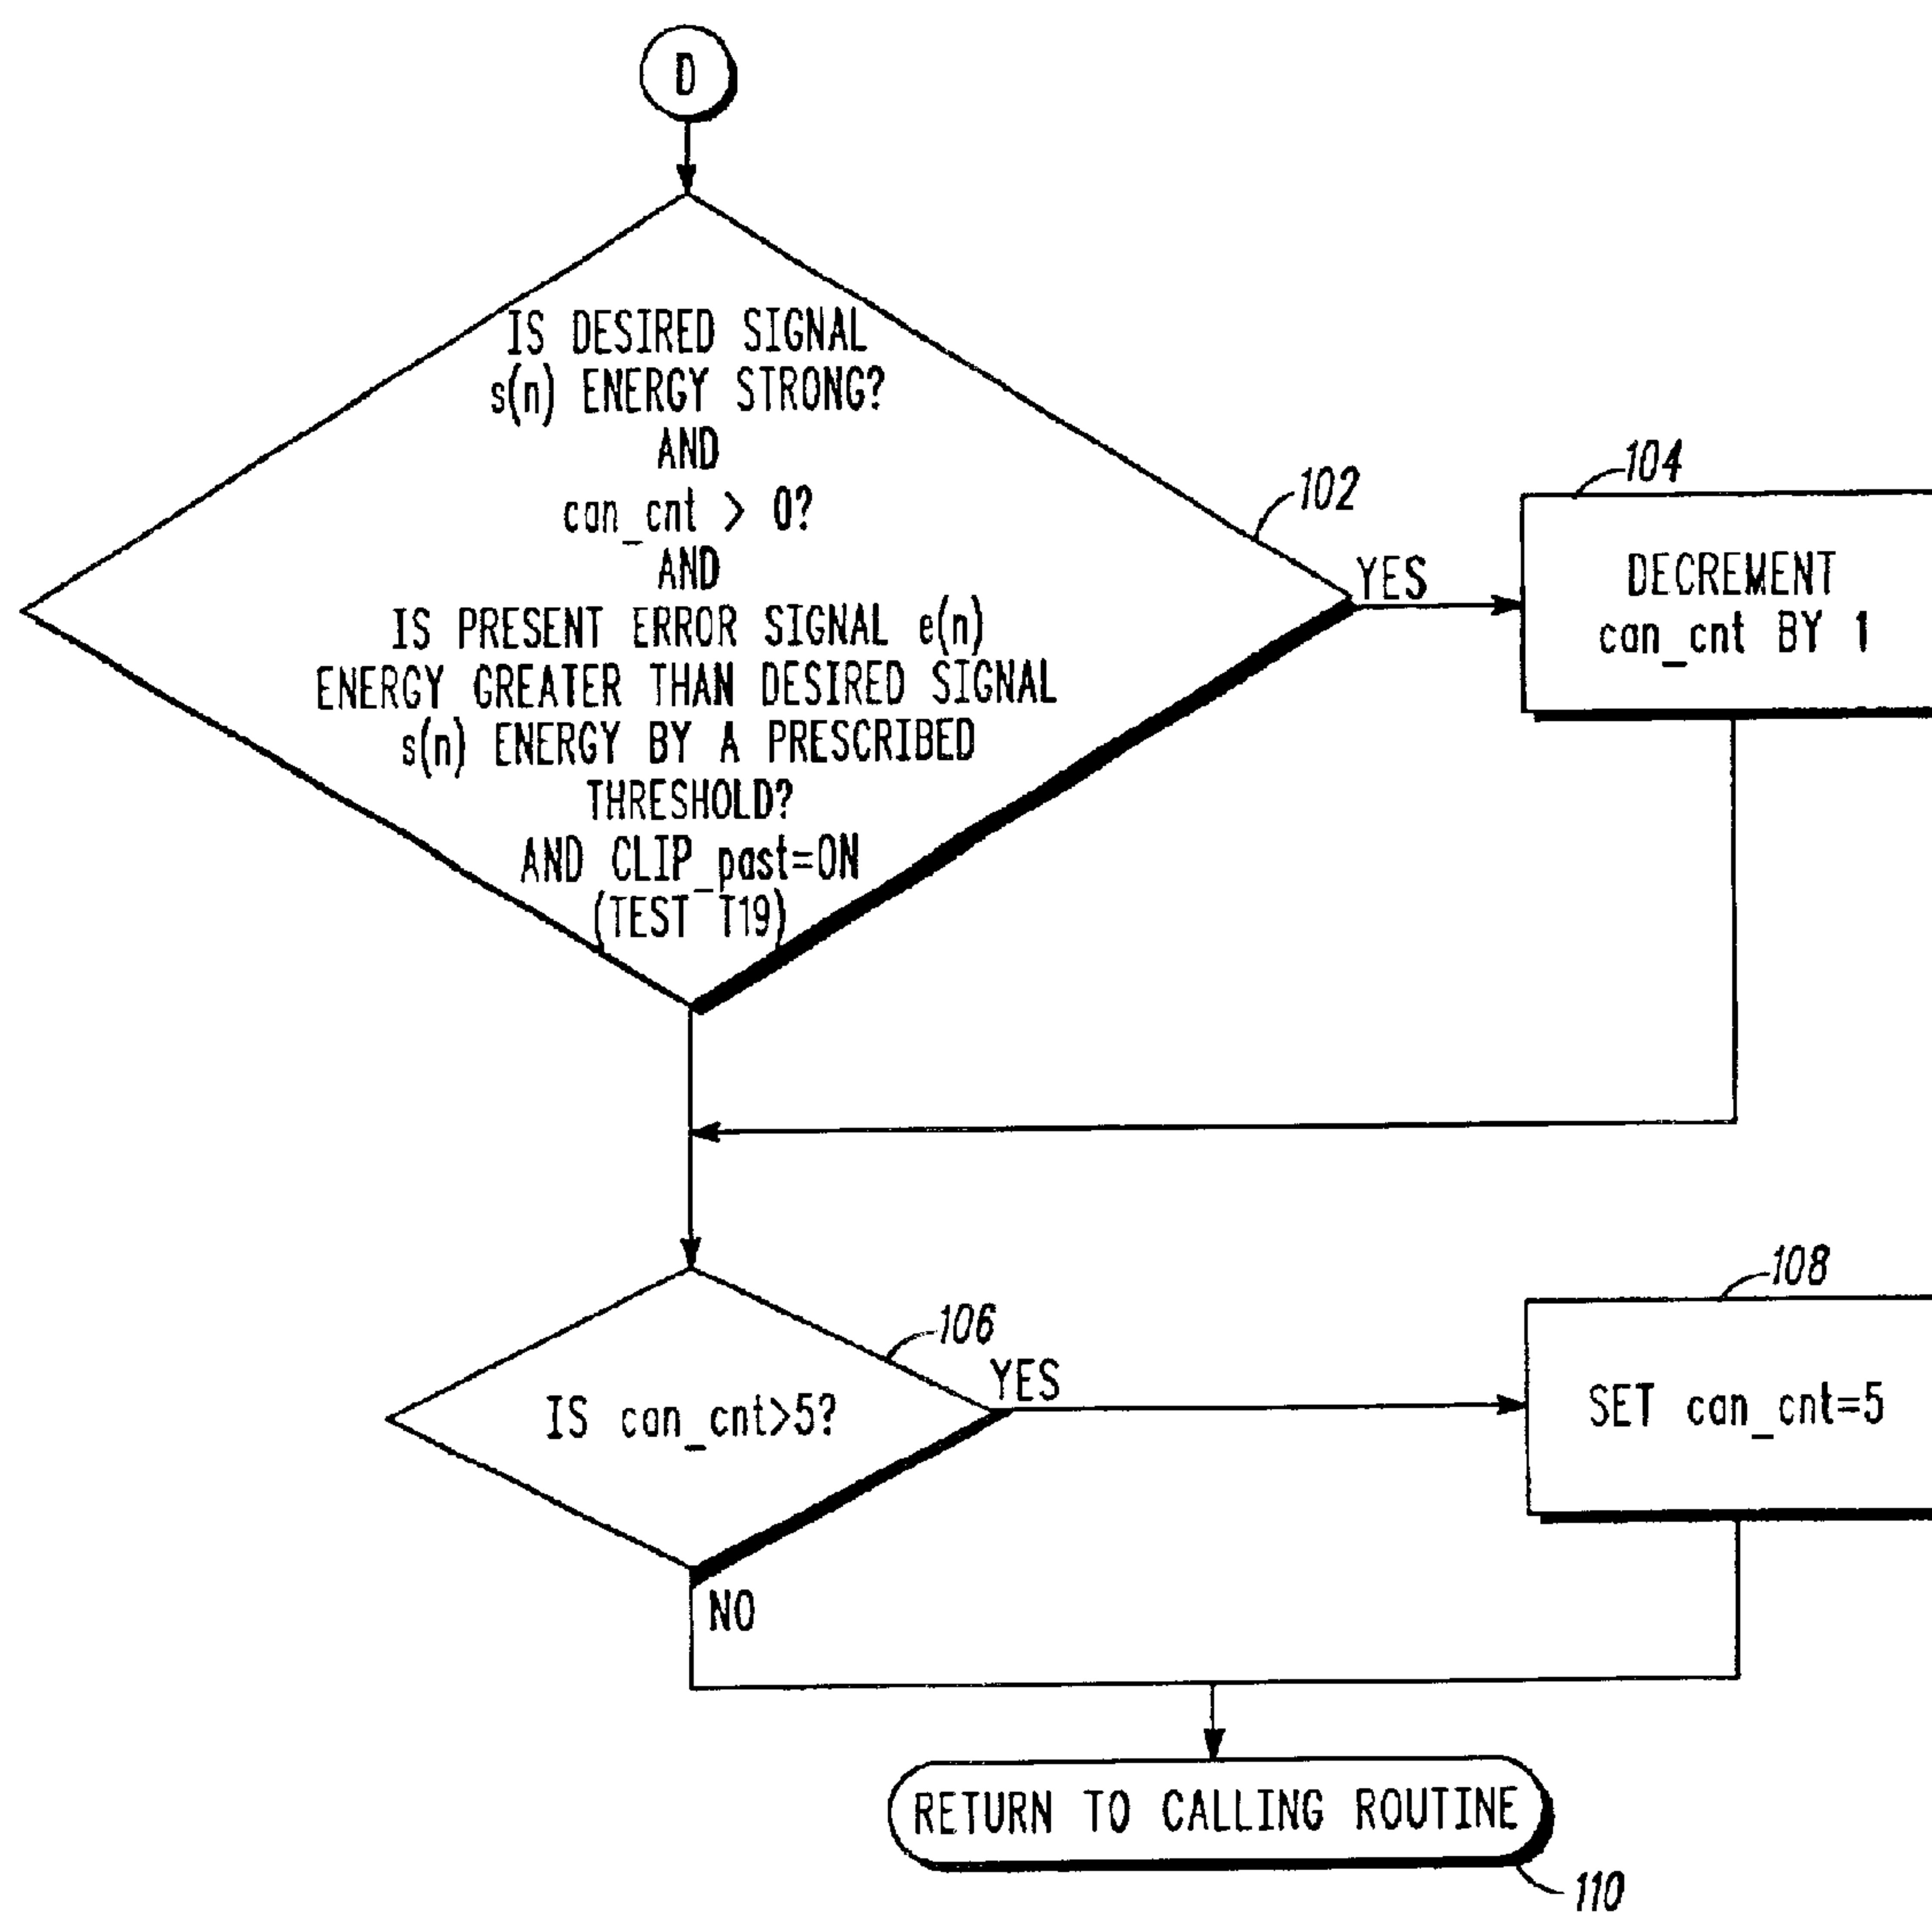 D
IS DESIRED SIGNAL
s(n) ENERGY STRONG?
AND
can_cnt > 0?
AND
IS PRESENT ERROR SIGNAL e(n)
ENERGY GREATER THAN DESIRED SIGNAL
s(n) ENERGY BY A PRESCRIBED
THRESHOLD?
AND CLIP_past=ON
(TEST T19)
102
YES
104
DECREMENT
can_cnt BY 1
106
IS can_cnt>5?
YES
NO
108
SET can_cnt=5
RETURN TO CALLING ROUTINE
110